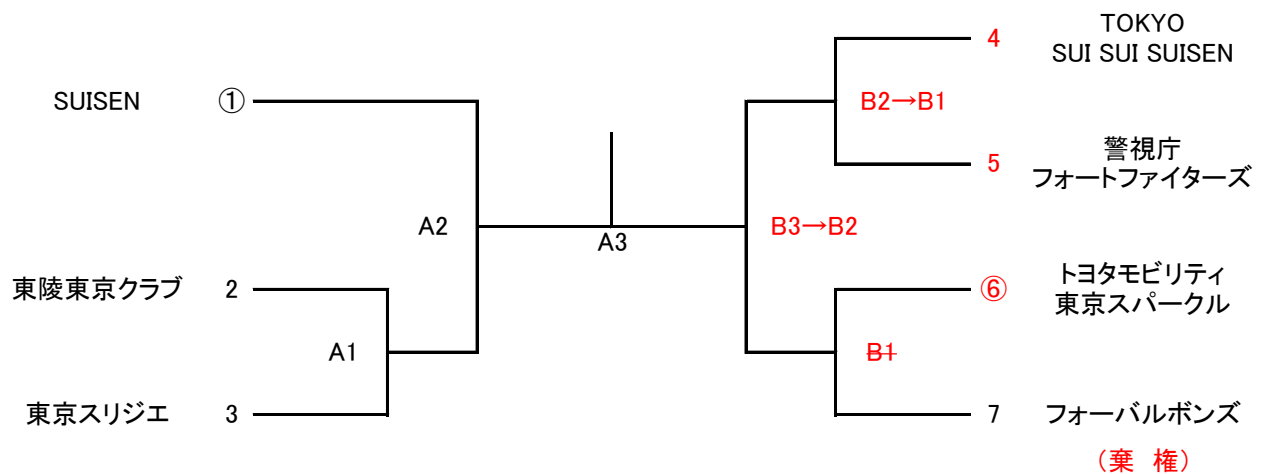 SUISEN ①
A2
東陵東京クラブ 2
A1
東京スリジエ 3
A3
4 TOKYO
SUI SUI SUISEN
B2→B1
5 警視庁
フォートファイターズ
B3→B2
⑥ トヨタモビリティ
東京スパークル
B1
7 フォーバルボンズ
(棄 権)